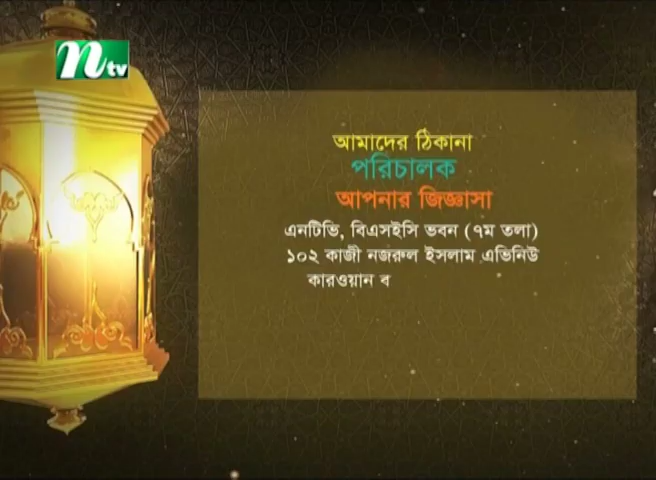 ntv
আমাদের ঠিকানা
পরিচালক
আপনার জিজ্ঞাসা
এনটিভি, বিএসইসি ভবন (৭ম তলা)
১০২ কাজী নজরুল ইসলাম এভিনিউ
কারওয়ান ব